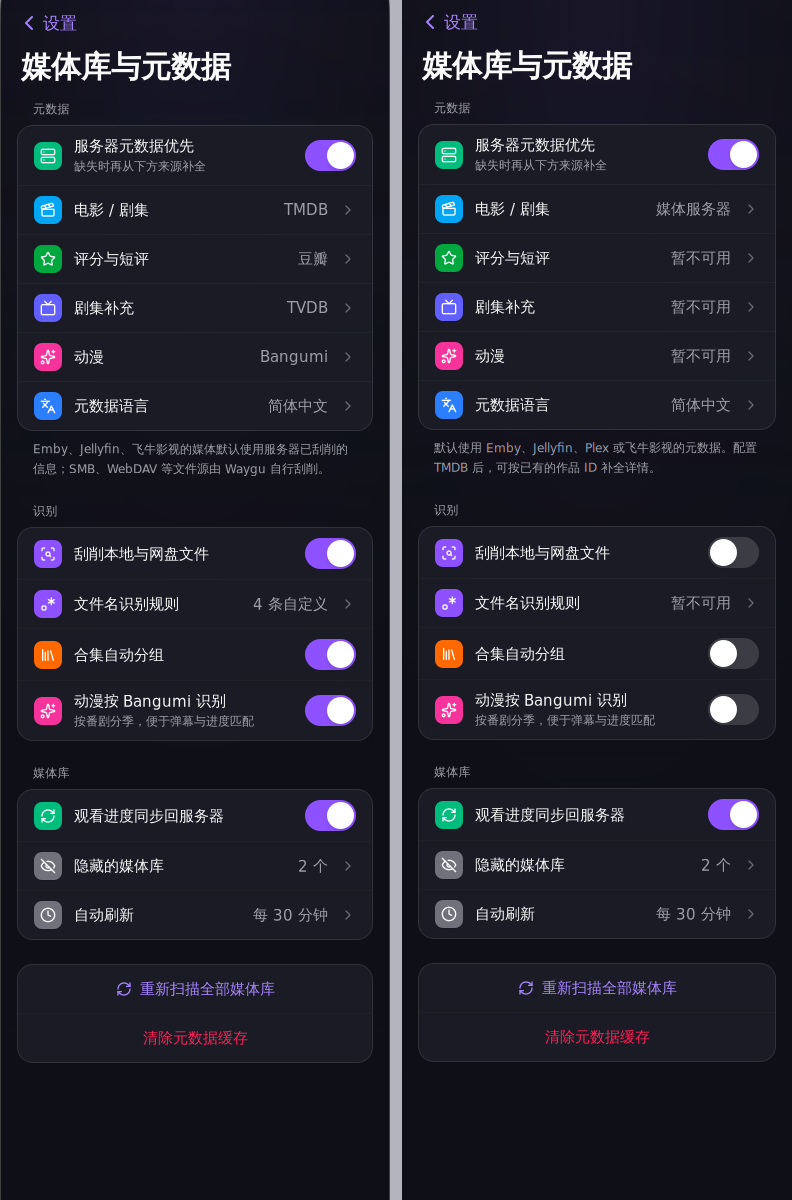 设置
媒体库与元数据
元数据
服务器元数据优先
缺失时再从下方来源补全
电影 / 剧集 TMDB
评分与短评 豆瓣
剧集补充 TVDB
动漫 Bangumi
元数据语言 简体中文
Emby、Jellyfin、飞牛影视的媒体默认使用服务器已刮削的
信息；SMB、WebDAV 等文件源由 Waygu 自行刮削。
识别
刮削本地与网盘文件
文件名识别规则 4 条自定义
合集自动分组
动漫按 Bangumi 识别
按番剧分季，便于弹幕与进度匹配
媒体库
观看进度同步回服务器
隐藏的媒体库 2 个
自动刷新 每 30 分钟
重新扫描全部媒体库
清除元数据缓存
设置
媒体库与元数据
元数据
服务器元数据优先
缺失时再从下方来源补全
电影 / 剧集 媒体服务器
评分与短评 暂不可用
剧集补充 暂不可用
动漫 暂不可用
元数据语言 简体中文
默认使用 Emby、Jellyfin、Plex 或飞牛影视的元数据。配置
TMDB 后，可按已有的作品 ID 补全详情。
识别
刮削本地与网盘文件
文件名识别规则 暂不可用
合集自动分组
动漫按 Bangumi 识别
按番剧分季，便于弹幕与进度匹配
媒体库
观看进度同步回服务器
隐藏的媒体库 2 个
自动刷新 每 30 分钟
重新扫描全部媒体库
清除元数据缓存